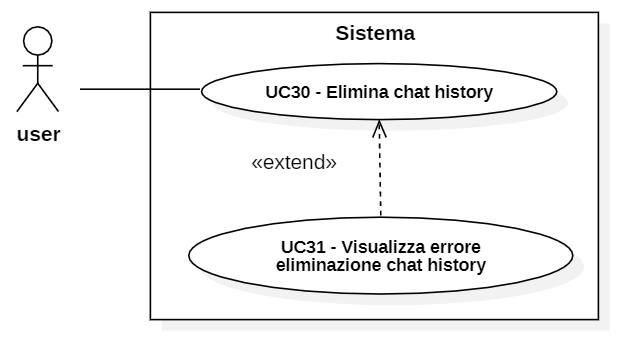 Sistema
UC30 - Elimina chat history
user
«extend»
UC31 - Visualizza errore
eliminazione chat history